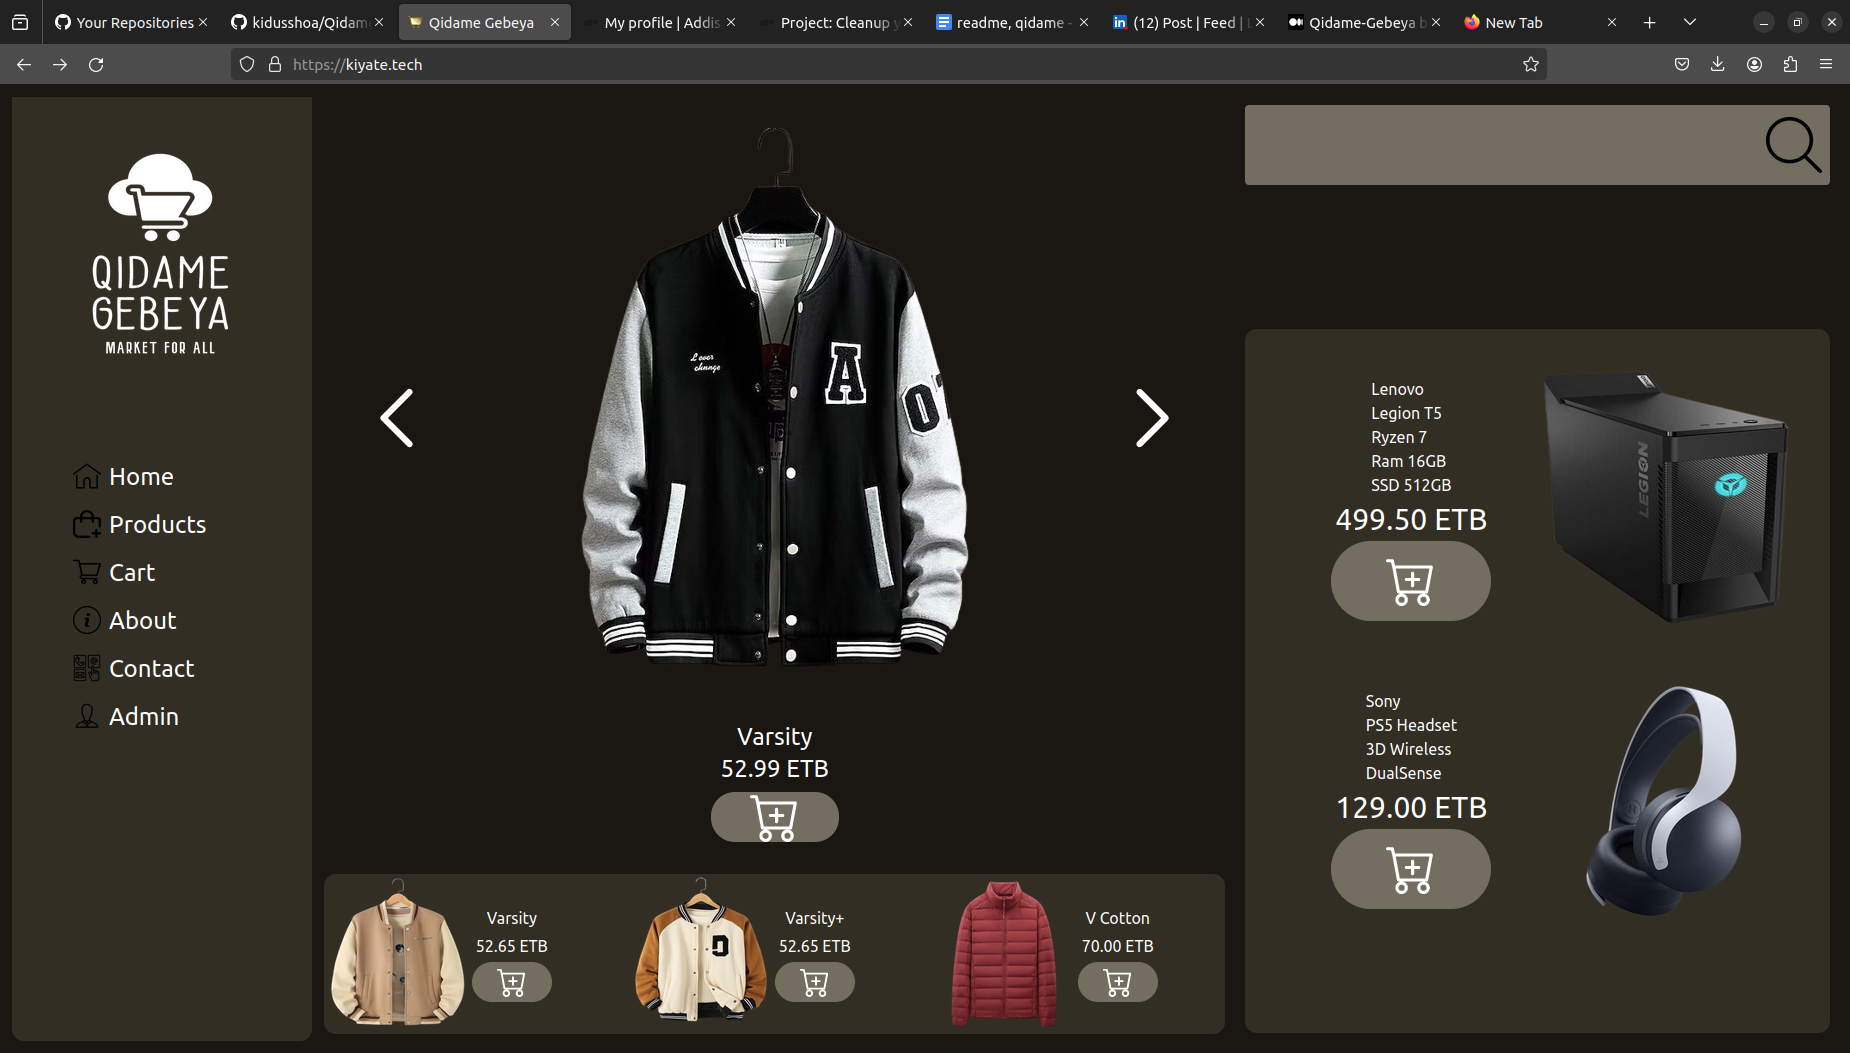 Your Repositories
kidusshoa/Qidam
Qidame Gebeya
My profile | Addis
Project: Cleanup y
readme, qidame -
(12) Post | Feed | L
Qidame-Gebeya b
New Tab
https://kiyate.tech
QIDAME
GEBEYA
MARKET FOR ALL
Home
Products
Cart
About
Contact
Admin
L'ever
change
A
Varsity
52.99 ETB
Varsity
52.65 ETB
Varsity+
52.65 ETB
V Cotton
70.00 ETB
Lenovo
Legion T5
Ryzen 7
Ram 16GB
SSD 512GB
499.50 ETB
LEGION
Sony
PS5 Headset
3D Wireless
DualSense
129.00 ETB